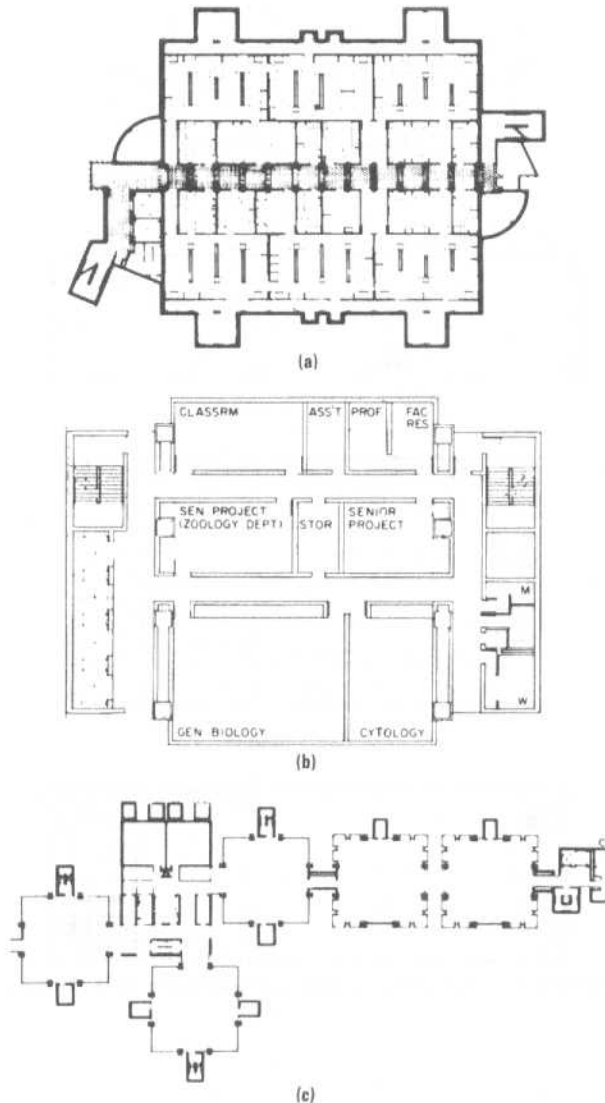 (a)
CLASSRM ASS'T PROF FAC
RES
SEN PROJECT
(ZOOLOGY DEPT)
STOR
SENIOR
PROJECT
M
W
GEN BIOLOGY
CYTOLOGY
(b)
(c)